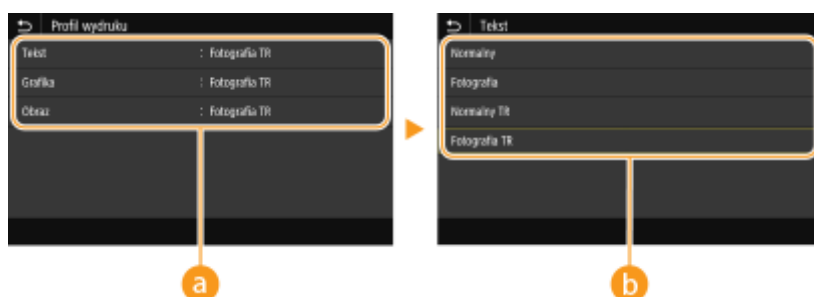 Profil wydruku
Tekst : Fotografia TR
Grafika : Fotografia TR
Obraz : Fotografia TR
a
Tekst
Normalny
Fotografia
Normalny TR
Fotografia TR
b